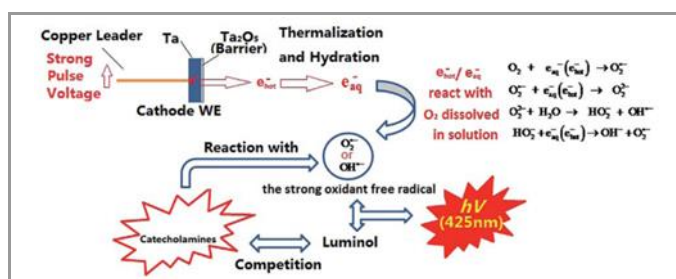 Copper Leader
Strong
Pulse
Voltage
Ta
Ta₂O₅
(Barrier)
Cathode WE
Thermalization
and Hydration
e⁻hot
e⁻aq
e⁻hot/ e⁻aq
react with
O₂ dissolved
in solution
O₂ + e⁻aq(e⁻hot)→O₂•⁻
O₂•⁻ + e⁻aq(e⁻hot) → O₂²⁻
O₂²⁻+ H₂O → HO₂⁻ + OH•⁻
HO₂⁻+e⁻aq(e⁻hot)→OH⁻+O₂•⁻
Reaction with
O₂•⁻
or
OH•⁻
the strong oxidant free radical
Catecholamines
Competition
Luminol
hV
(425nm)